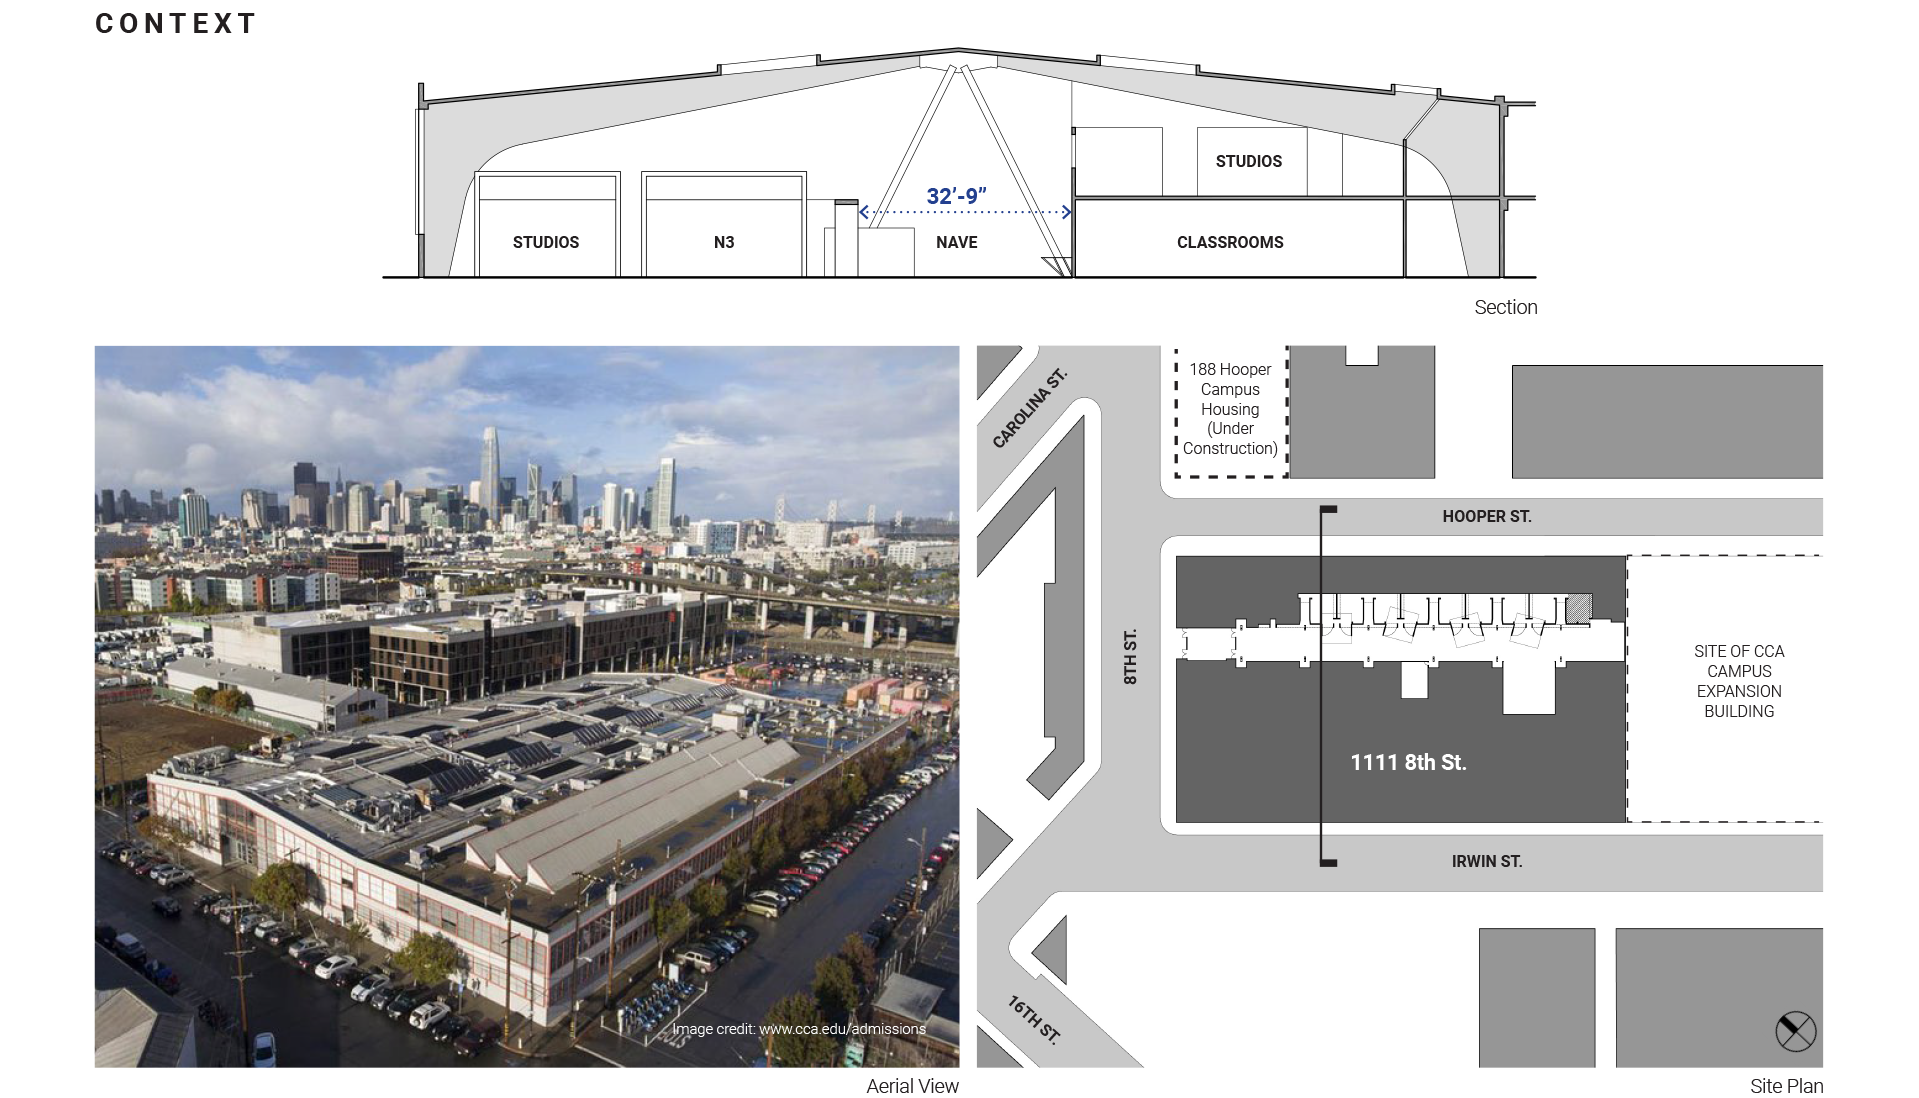 CONTEXT
STUDIOS
32’-9”
STUDIOS
N3
NAVE
CLASSROOMS
Section
Image credit: www.cca.edu/admissions
Aerial View
CAROLINA ST.
188 Hooper
Campus
Housing
(Under
Construction)
HOOPER ST.
8TH ST.
SITE OF CCA
CAMPUS
EXPANSION
BUILDING
1111 8th St.
IRWIN ST.
16TH ST.
Site Plan